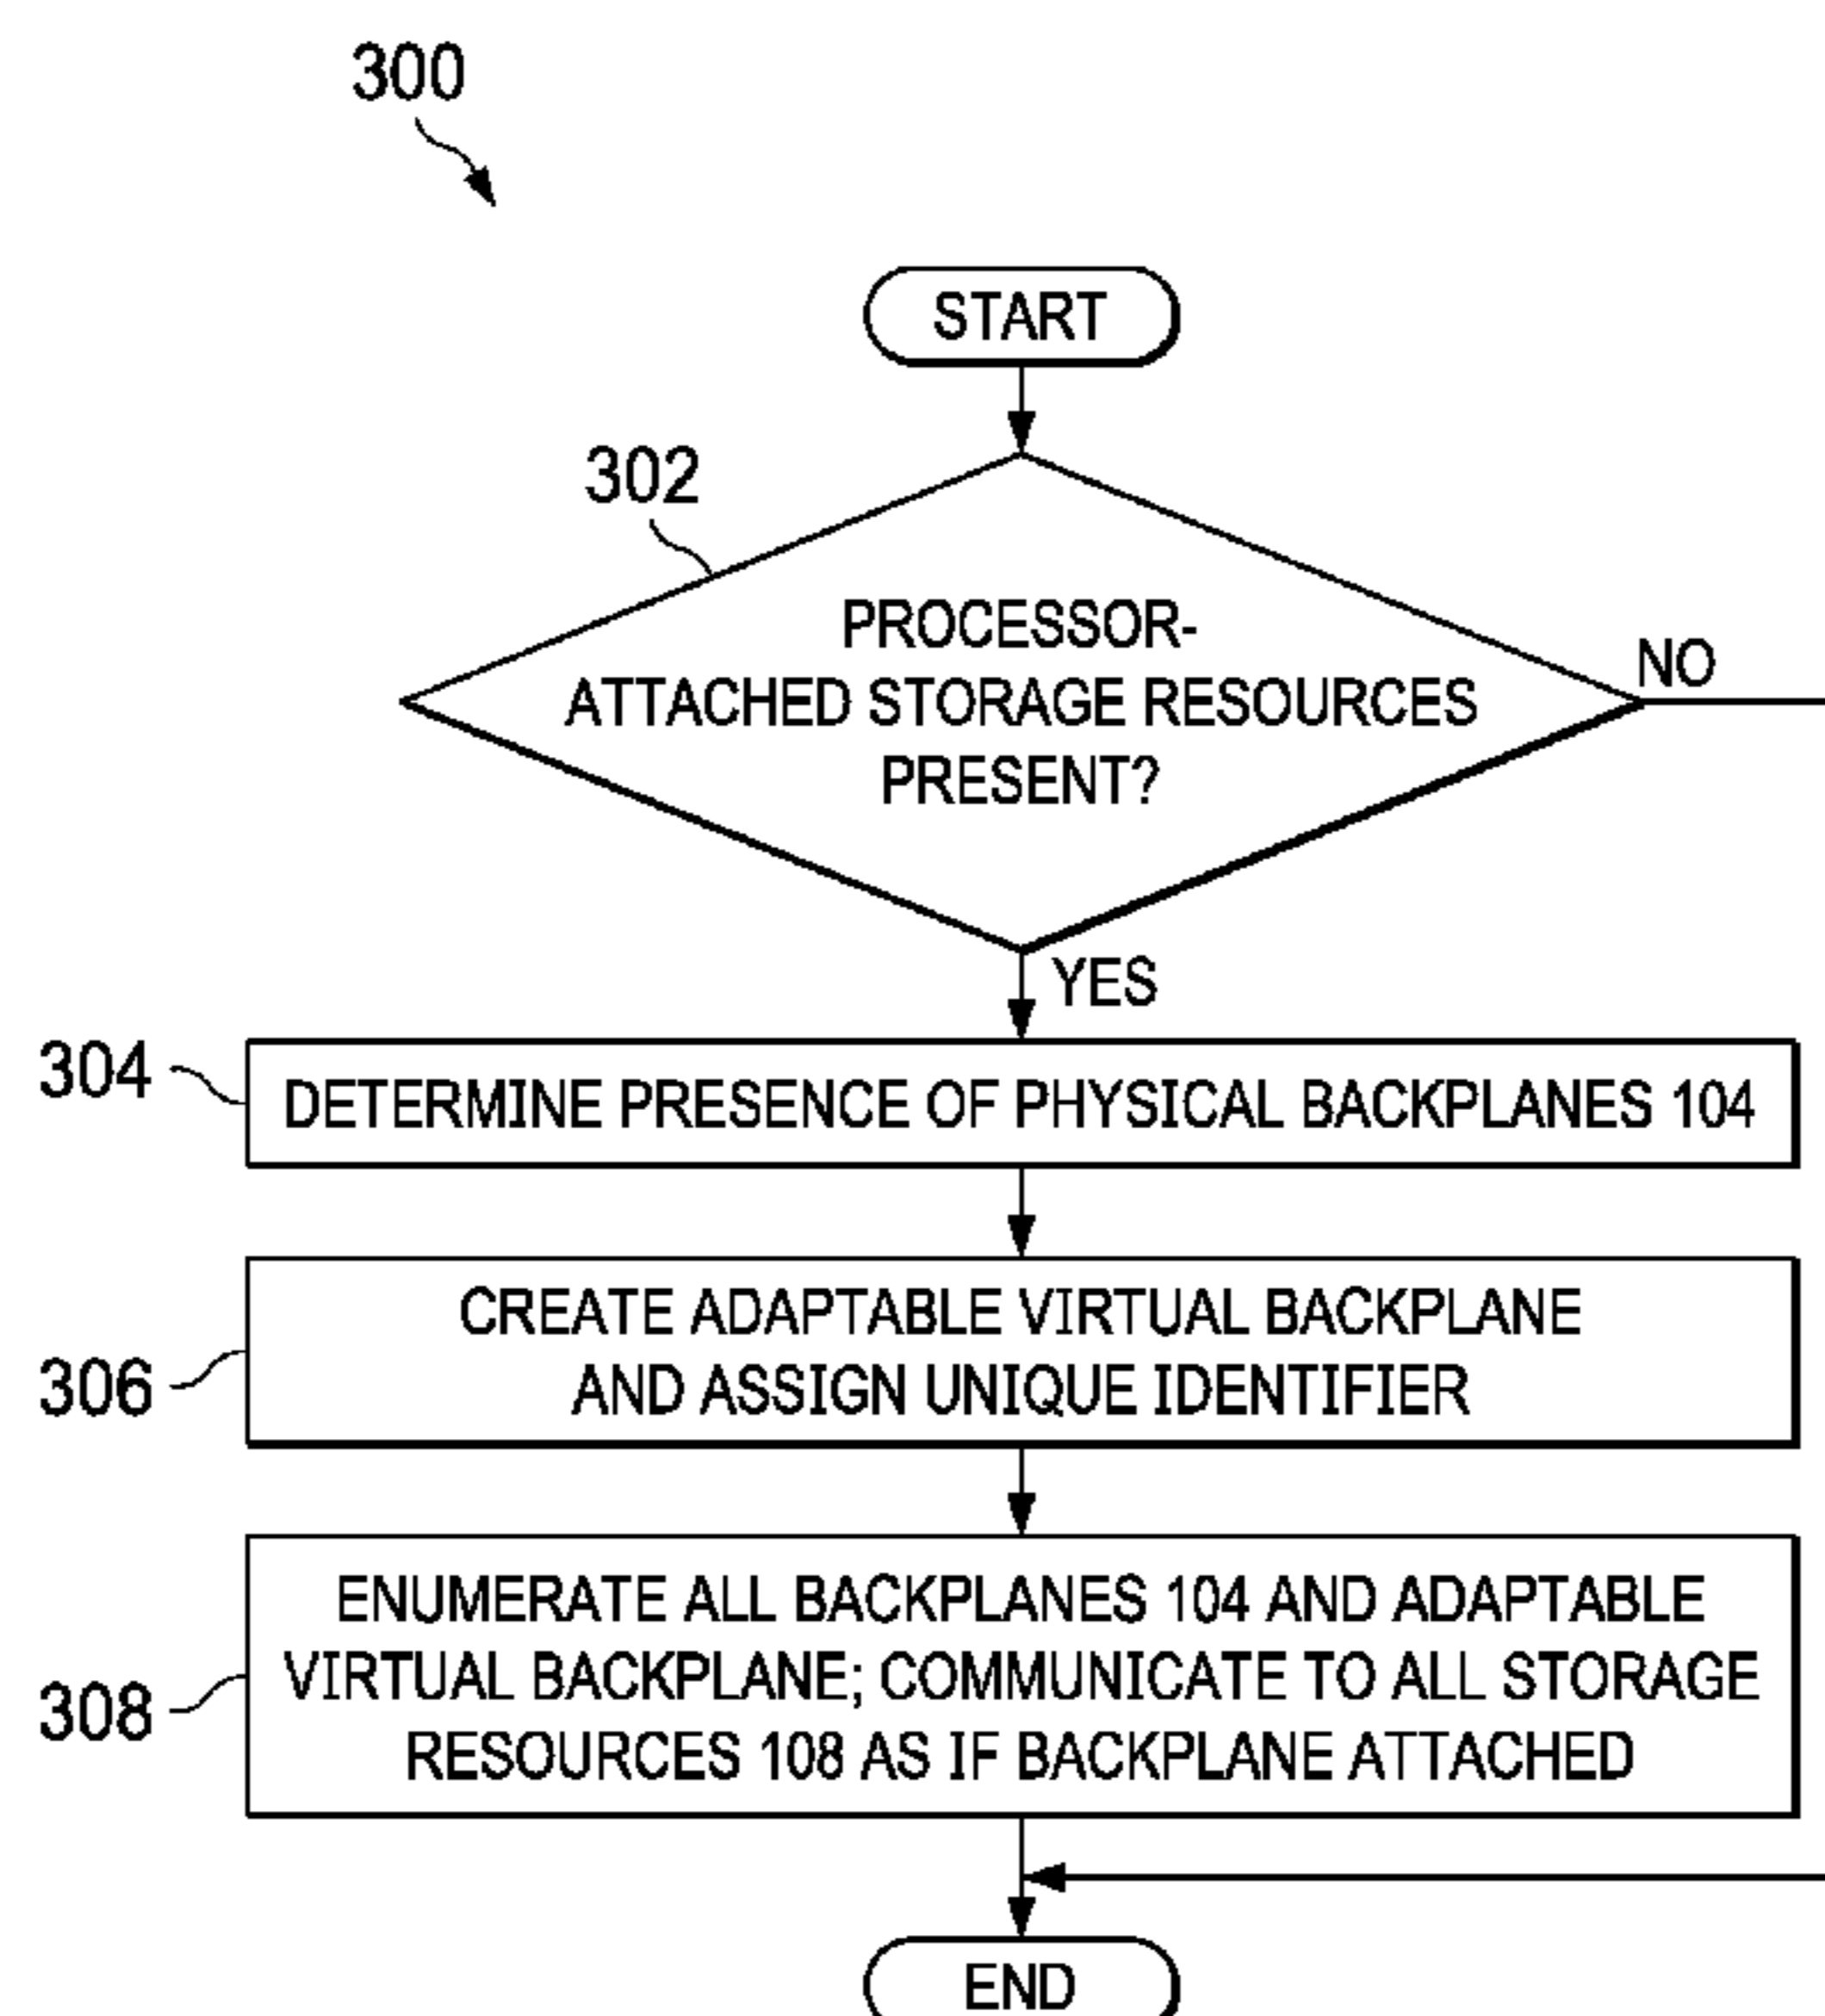 300
START
302
PROCESSOR-
ATTACHED STORAGE RESOURCES
PRESENT?
NO
YES
304
DETERMINE PRESENCE OF PHYSICAL BACKPLANES 104
306
CREATE ADAPTABLE VIRTUAL BACKPLANE
AND ASSIGN UNIQUE IDENTIFIER
308
ENUMERATE ALL BACKPLANES 104 AND ADAPTABLE
VIRTUAL BACKPLANE; COMMUNICATE TO ALL STORAGE
RESOURCES 108 AS IF BACKPLANE ATTACHED
END